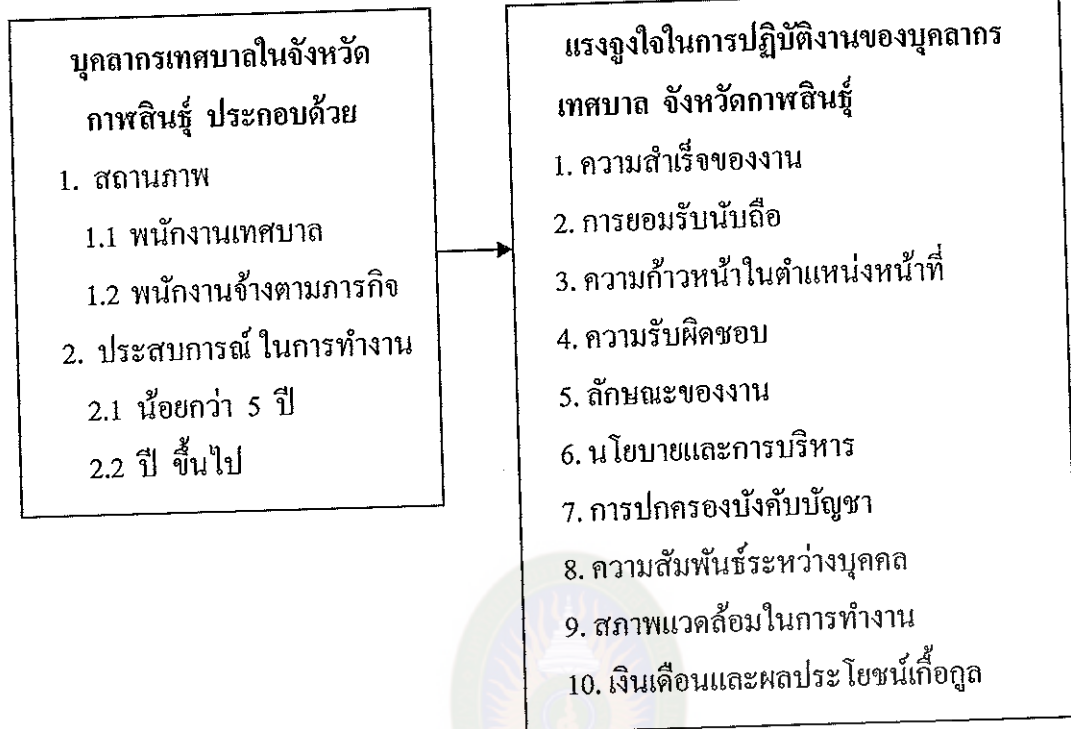 บุคลากรเทศบาลในจังหวัด
กาฬสินธุ์ ประกอบด้วย
1. สถานภาพ
1.1 พนักงานเทศบาล
1.2 พนักงานจ้างตามภารกิจ
2. ประสบการณ์ ในการทำงาน
2.1 น้อยกว่า 5 ปี
2.2 ปี ขึ้นไป
แรงจูงใจในการปฏิบัติงานของบุคลากร
เทศบาล จังหวัดกาฬสินธุ์
1. ความสำเร็จของงาน
2. การยอมรับนับถือ
3. ความก้าวหน้าในตำแหน่งหน้าที่
4. ความรับผิดชอบ
5. ลักษณะของงาน
6. นโยบายและการบริหาร
7. การปกครองบังคับบัญชา
8. ความสัมพันธ์ระหว่างบุคคล
9. สภาพแวดล้อมในการทำงาน
10. เงินเดือนและผลประโยชน์เกื้อกูล